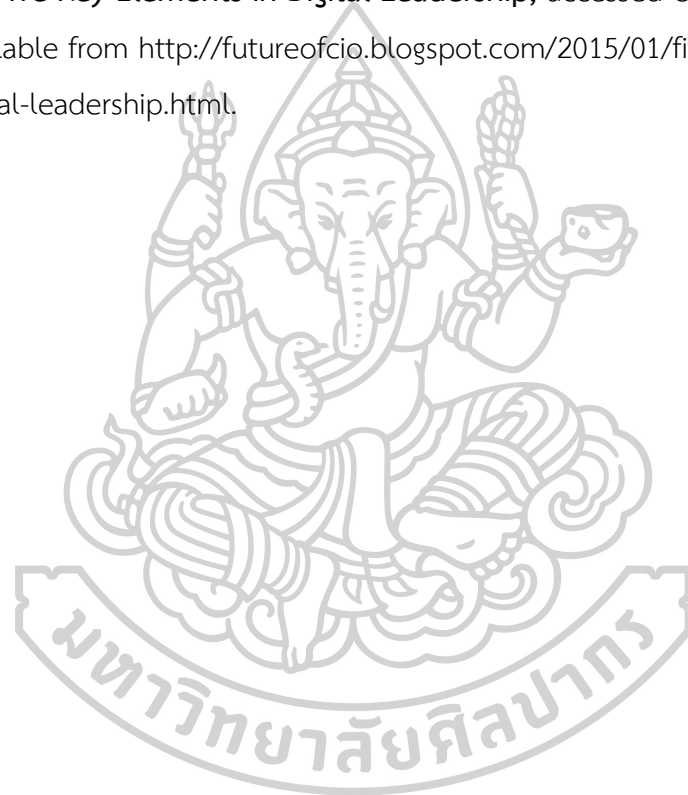 Key Elements in Digital Leadership, accessed
lable from http://futureofcio.blogspot.com/2015/01/fi
al-leadership.html.
มหาวิทยาลัยศิลปากร